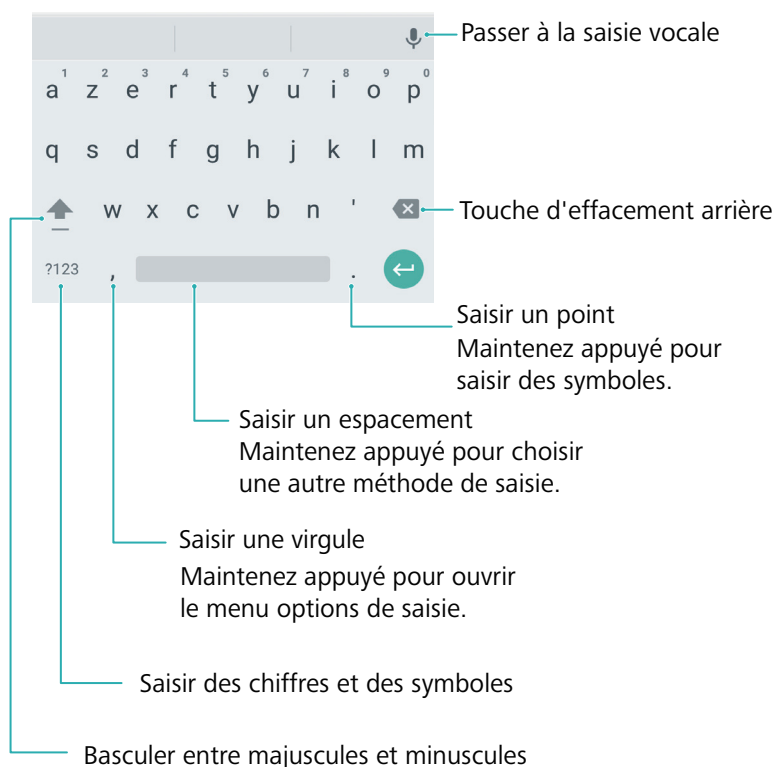 Passer à la saisie vocale
1 2 3 4 5 6 7 8 9 0
a z e r t y u i o p
q s d f g h j k l m
w x c v b n '
Touche d'effacement arrière
?123 , .
Saisir un point
Maintenez appuyé pour
saisir des symboles.
Saisir un espacement
Maintenez appuyé pour choisir
une autre méthode de saisie.
Saisir une virgule
Maintenez appuyé pour ouvrir
le menu options de saisie.
Saisir des chiffres et des symboles
Basculer entre majuscules et minuscules